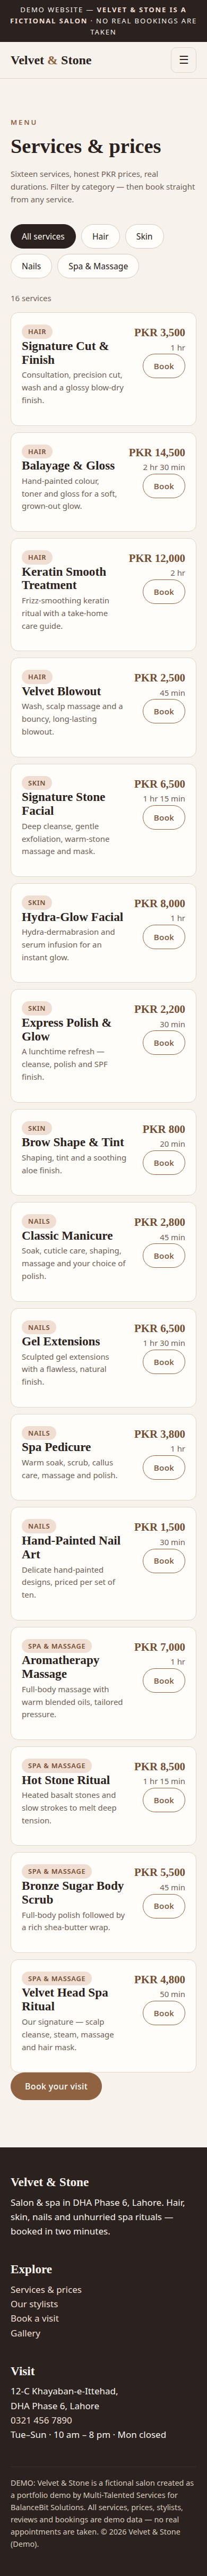 DEMO WEBSITE — VELVET & STONE IS A
FICTIONAL SALON · NO REAL BOOKINGS ARE
TAKEN
Velvet & Stone
☰
MENU
Services & prices
Sixteen services, honest PKR prices, real
durations. Filter by category — then book straight
from any service.
All services
Hair
Skin
Nails
Spa & Massage
16 services
HAIR
Signature Cut &
Finish
Consultation, precision cut,
wash and a glossy blow-dry
finish.
PKR 3,500
1 hr
Book
HAIR
Balayage & Gloss
Hand-painted colour,
toner and gloss for a soft,
grown-out glow.
PKR 14,500
2 hr 30 min
Book
HAIR
Keratin Smooth
Treatment
Frizz-smoothing keratin
ritual with a take-home
care guide.
PKR 12,000
2 hr
Book
HAIR
Velvet Blowout
Wash, scalp massage and a
bouncy, long-lasting
blowout.
PKR 2,500
45 min
Book
SKIN
Signature Stone
Facial
Deep cleanse, gentle
exfoliation, warm-stone
massage and mask.
PKR 6,500
1 hr 15 min
Book
SKIN
Hydra-Glow Facial
Hydra-dermabrasion and
serum infusion for an
instant glow.
PKR 8,000
1 hr
Book
SKIN
Express Polish &
Glow
A lunchtime refresh —
cleanse, polish and SPF
finish.
PKR 2,200
30 min
Book
SKIN
Brow Shape & Tint
Shaping, tint and a soothing
aloe finish.
PKR 800
20 min
Book
NAILS
Classic Manicure
Soak, cuticle care, shaping,
massage and your choice of
polish.
PKR 2,800
45 min
Book
NAILS
Gel Extensions
Sculpted gel extensions
with a flawless, natural
finish.
PKR 6,500
1 hr 30 min
Book
NAILS
Spa Pedicure
Warm soak, scrub, callus
care, massage and polish.
PKR 3,800
1 hr
Book
NAILS
Hand-Painted Nail
Art
Delicate hand-painted
designs, priced per set of
ten.
PKR 1,500
30 min
Book
SPA & MASSAGE
Aromatherapy
Massage
Full-body massage with
warm blended oils, tailored
pressure.
PKR 7,000
1 hr
Book
SPA & MASSAGE
Hot Stone Ritual
Heated basalt stones and
slow strokes to melt deep
tension.
PKR 8,500
1 hr 15 min
Book
SPA & MASSAGE
Bronze Sugar Body
Scrub
Full-body polish followed by
a rich shea-butter wrap.
PKR 5,500
45 min
Book
SPA & MASSAGE
Velvet Head Spa
Ritual
Our signature — scalp
cleanse, steam, massage
and hair mask.
PKR 4,800
50 min
Book
Book your visit
Velvet & Stone
Salon & spa in DHA Phase 6, Lahore. Hair,
skin, nails and unhurried spa rituals —
booked in two minutes.
Explore
Services & prices
Our stylists
Book a visit
Gallery
Visit
12-C Khayaban-e-Ittehad,
DHA Phase 6, Lahore
0321 456 7890
Tue–Sun · 10 am – 8 pm · Mon closed
DEMO: Velvet & Stone is a fictional salon created as
a portfolio demo by Multi-Talented Services for
BalanceBit Solutions. All services, prices, stylists,
reviews and bookings are demo data — no real
appointments are taken. © 2026 Velvet & Stone
(Demo).